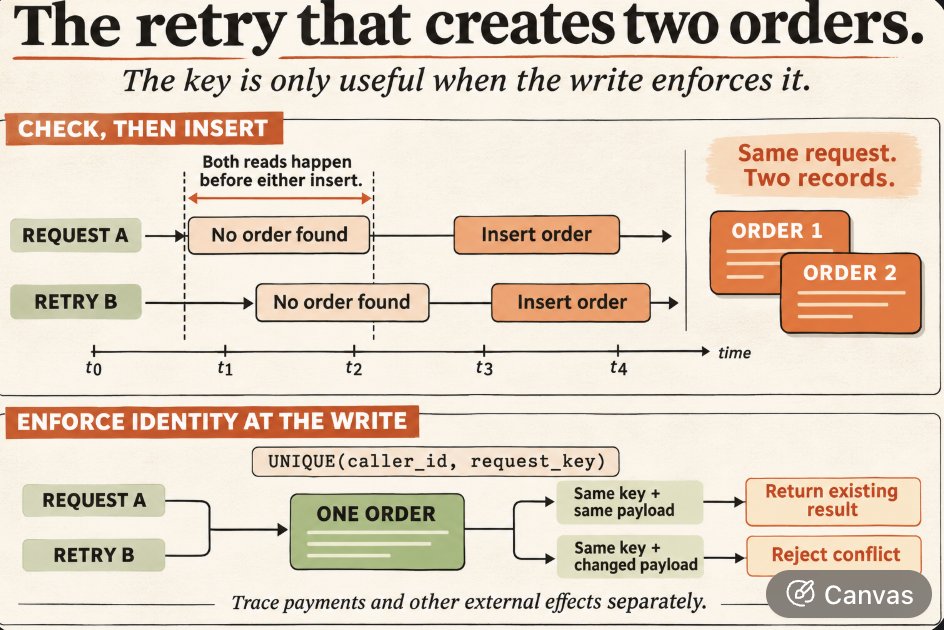 The retry that creates two orders.
The key is only useful when the write enforces it.
CHECK, THEN INSERT
Both reads happen
before either insert.
REQUEST A
No order found
Insert order
RETRY B
No order found
Insert order
t0
t1
t2
t3
t4
time
Same request.
Two records.
ORDER 1
ORDER 2
ENFORCE IDENTITY AT THE WRITE
UNIQUE(caller_id, request_key)
REQUEST A
RETRY B
ONE ORDER
Same key +
same payload
Return existing
result
Same key +
changed payload
Reject conflict
Trace payments and other external effects separately.
Canvas